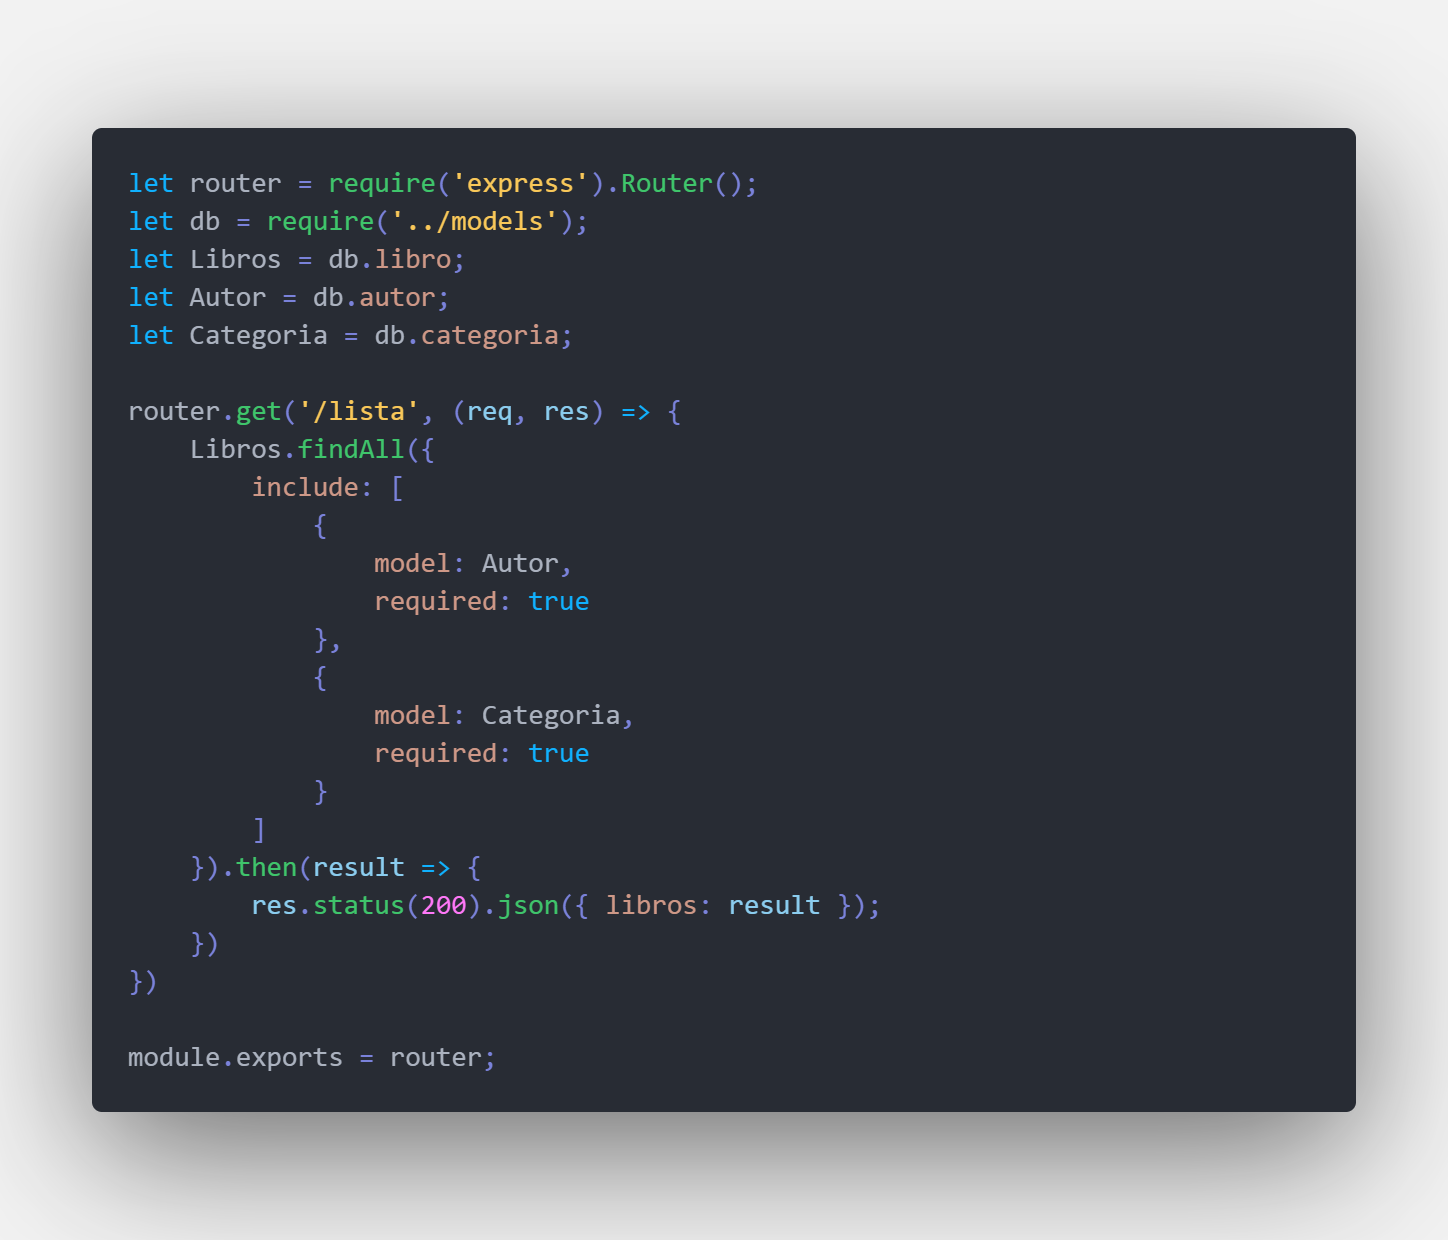 let router = require('express').Router();
let db = require('../models');
let Libros = db.libro;
let Autor = db.autor;
let Categoria = db.categoria;

router.get('/lista', (req, res) => {
    Libros.findAll({
        include: [
            {
                model: Autor,
                required: true
            },
            {
                model: Categoria,
                required: true
            }
        ]
    }).then(result => {
        res.status(200).json({ libros: result });
    })
})

module.exports = router;